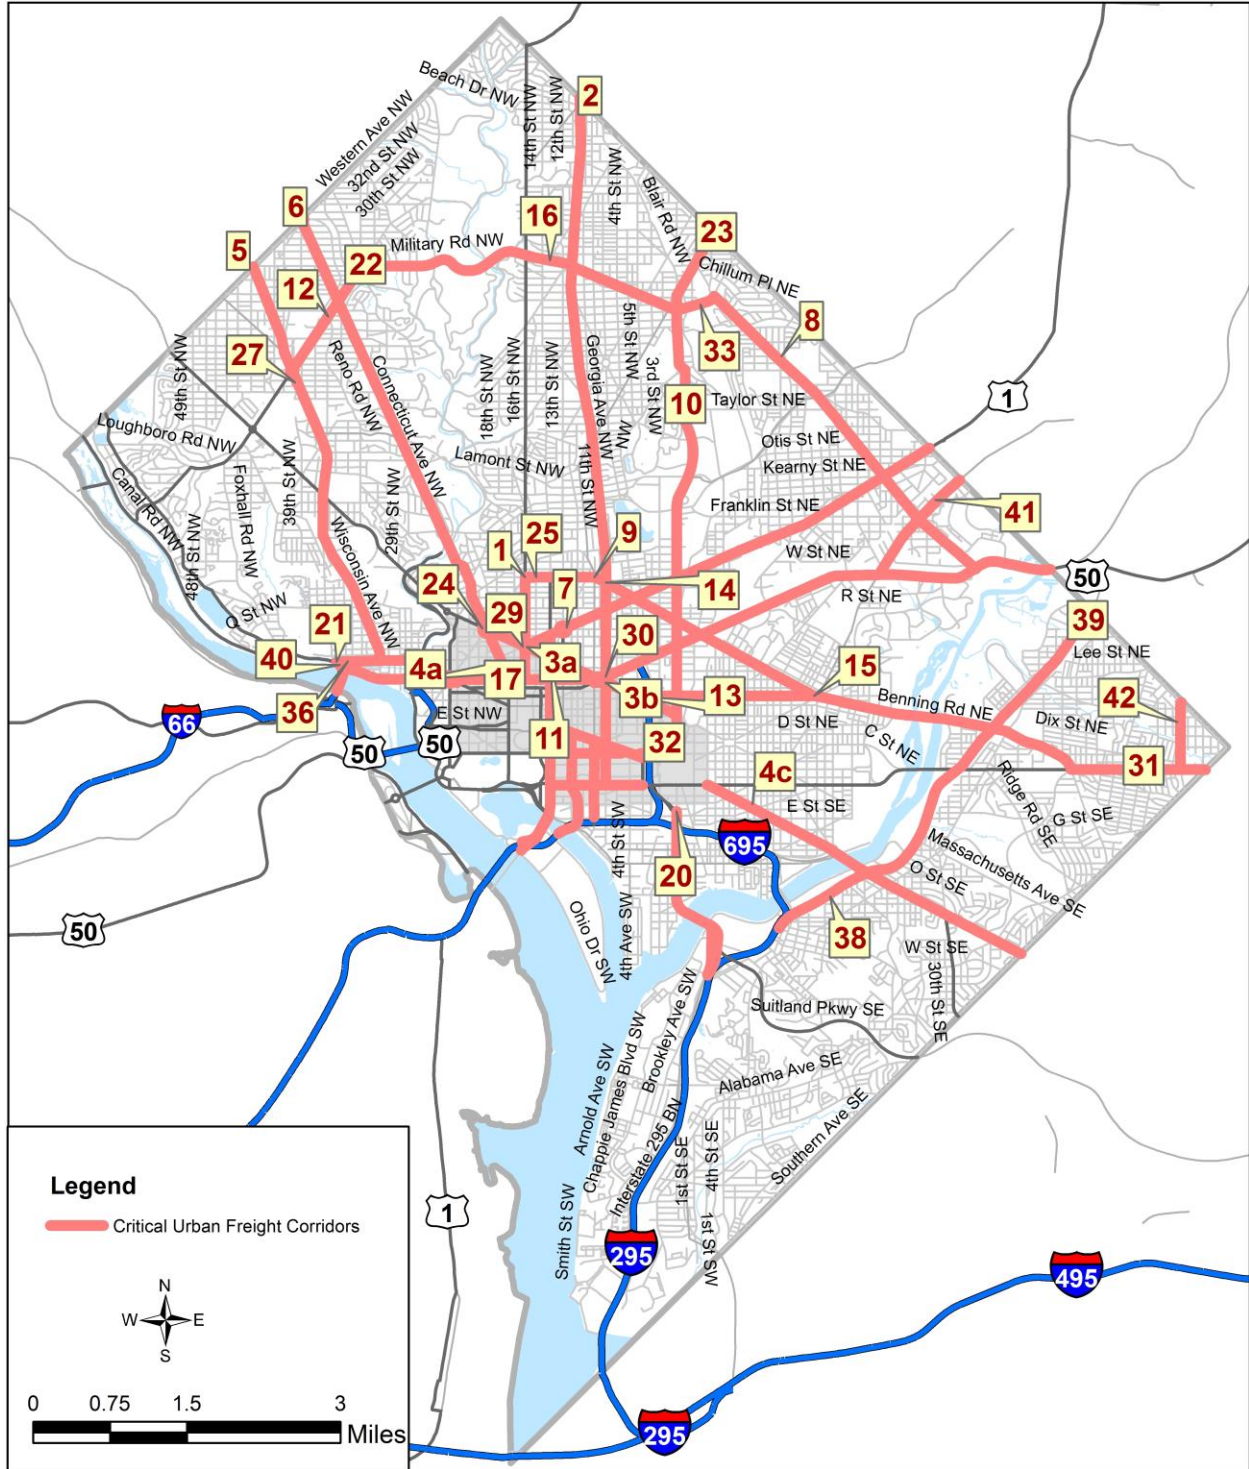 Beach Dr NW
2
Western Ave NW
32nd St NW
30th St NW
14th St NW
12th St NW
4th St NW
Blair Rd NW
6
16
23
5
Military Rd NW
22
Chillum Pl NE
12
8
5th St NW
33
27
Reno Rd NW
Connecticut Ave NW
Georgia Ave NW
3rd St NW
49th St NW
18th St NW
16th St NW
13th St NW
10
Taylor St NE
1
Loughboro Rd NW
39th St NW
NW
Otis St NE
Lamont St NW
11th St NW
Kearny St NE
Canal Rd NW
Foxhall Rd NW
29th St NW
Franklin St NE
41
48th St NW
Wisconsin Ave NW
1
25
9
W St NE
50
24
29
7
14
R St NE
Q St NW
39
21
30
Lee St NE
40
4a
17
3a
15
42
3b
13
Benning Rd NE
36
E St NW
D St NE
Dix St NE
66
50
50
11
32
C St NE
31
4c
Ridge Rd SE
E St SE
G St SE
4th St SW
695
Massachusetts Ave SE
20
O St SE
50
Ohio Dr SW
4th Ave SW
38
W St SE
30th St SE
Brookley Ave SW
Suitland Pkwy SE
Arnold Ave SW
Chappie James Blvd SW
Alabama Ave SE
Interstate 295 BN
1st St SE
4th St SE
Southern Ave SE
Legend
Critical Urban Freight Corridors
1
Smith St SW
1st St SW
295
495
N
W E
S
0 0.75 1.5 3
Miles
295